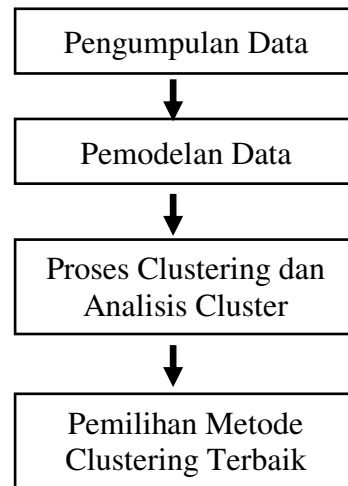 Pengumpulan Data
Pemodelan Data
Proses Clustering dan
Analisis Cluster
Pemilihan Metode
Clustering Terbaik